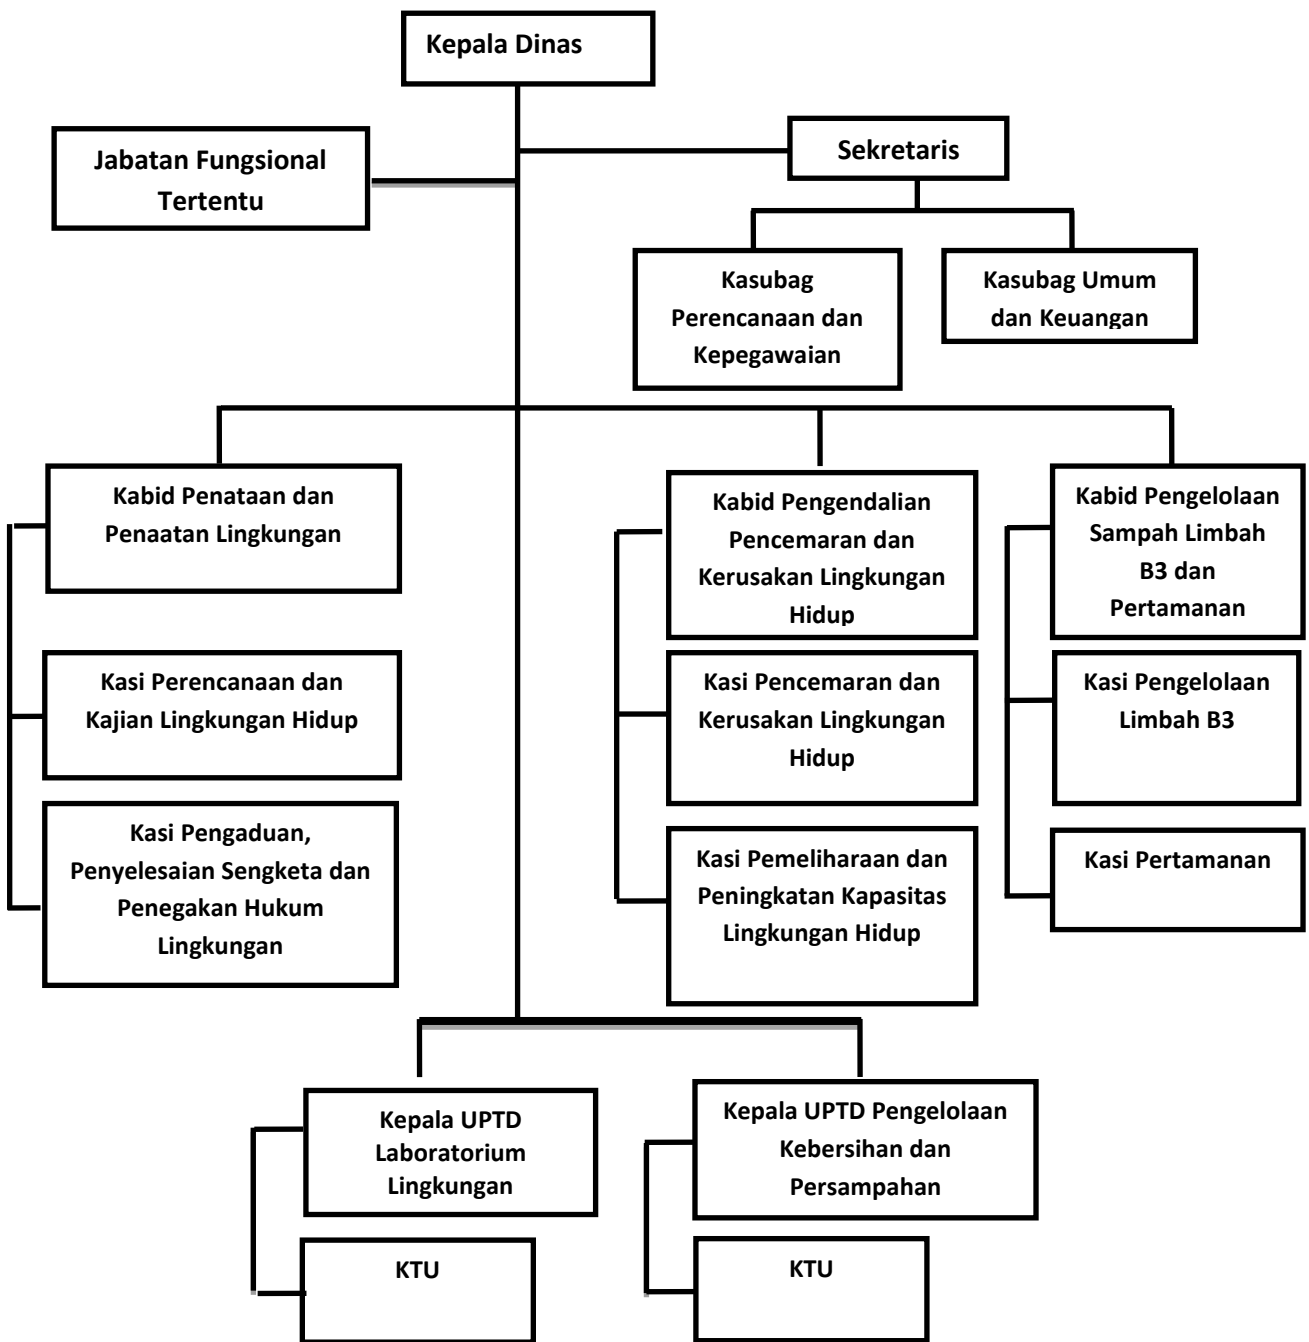 Kepala Dinas
Jabatan Fungsional
Tertentu
Sekretaris
Kasubag
Perencanaan dan
Kepegawaian
Kasubag Umum
dan Keuangan
Kabid Penataan dan
Penaatan Lingkungan
Kabid Pengendalian
Pencemaran dan
Kerusakan Lingkungan
Hidup
Kabid Pengelolaan
Sampah Limbah
B3 dan
Pertamanan
Kasi Perencanaan dan
Kajian Lingkungan Hidup
Kasi Pencemaran dan
Kerusakan Lingkungan
Hidup
Kasi Pengelolaan
Limbah B3
Kasi Pengaduan,
Penyelesaian Sengketa dan
Penegakan Hukum
Lingkungan
Kasi Pemeliharaan dan
Peningkatan Kapasitas
Lingkungan Hidup
Kasi Pertamanan
Kepala UPTD
Laboratorium
Lingkungan
Kepala UPTD Pengelolaan
Kebersihan dan
Persampahan
KTU
KTU